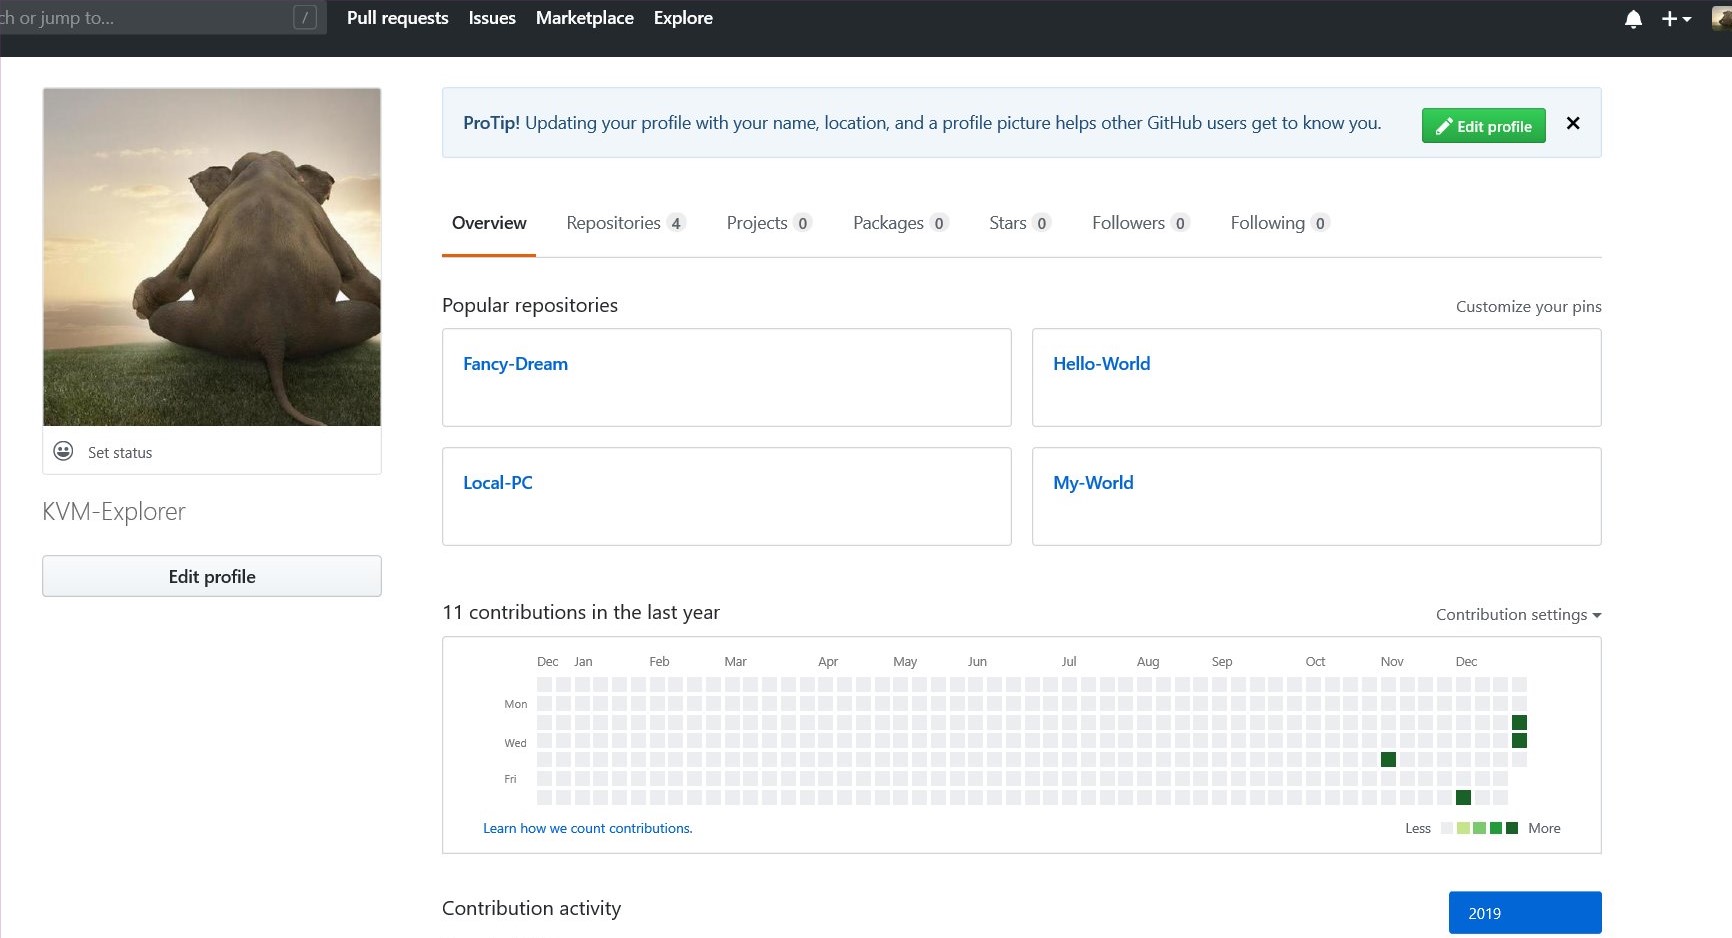 ch or jump to... /
Pull requests Issues Marketplace Explore
ProTip! Updating your profile with your name, location, and a profile picture helps other GitHub users get to know you.
Edit profile
Overview Repositories 4 Projects 0 Packages 0 Stars 0 Followers 0 Following 0
Popular repositories
Customize your pins
Fancy-Dream
Hello-World
Local-PC
My-World
Set status
KVM-Explorer
Edit profile
11 contributions in the last year
Contribution settings
Dec Jan Feb Mar Apr May Jun Jul Aug Sep Oct Nov Dec
Mon
Wed
Fri
Learn how we count contributions.
Less More
Contribution activity
2019